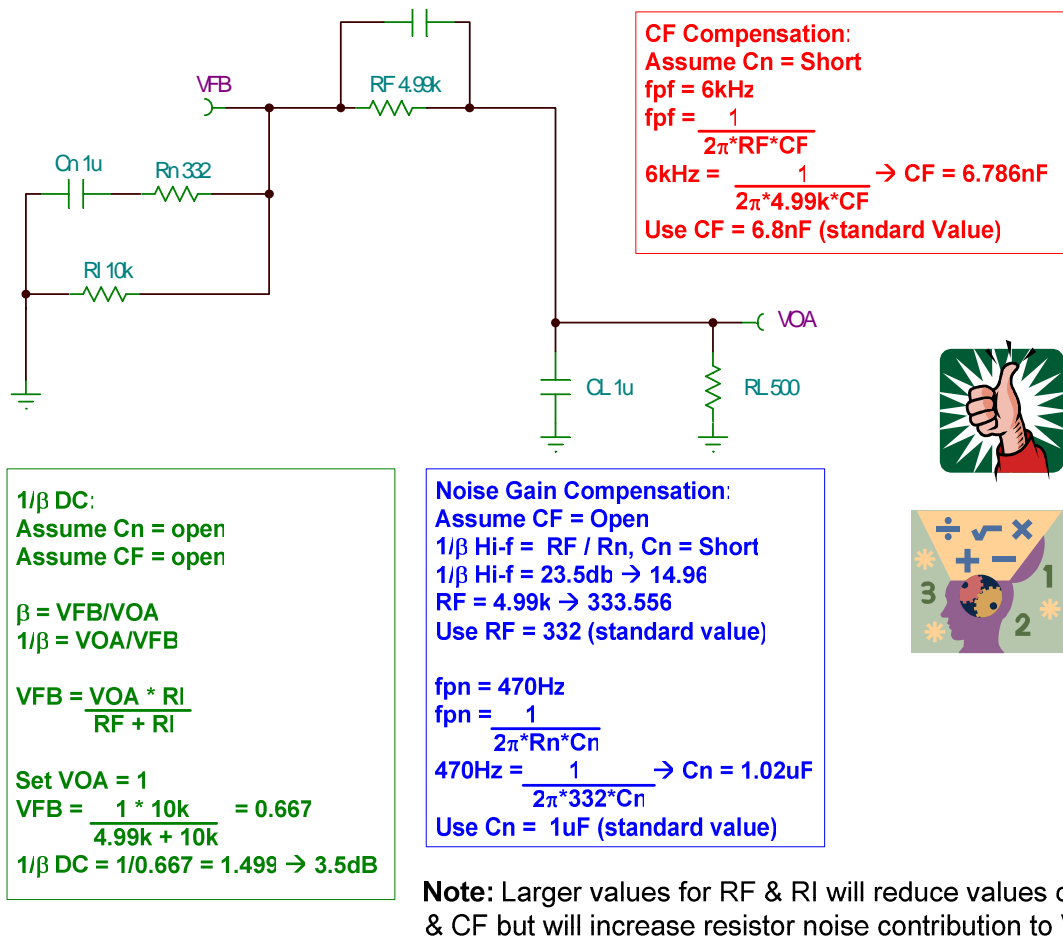 VFB
RF 4.99k
Cn 1u
Rn 332
RI 10k
VOA
CL 1u
RL 500
CF Compensation:
Assume Cn = Short
fpf = 6kHz
fpf = 1
2π*RF*CF
6kHz = 1 → CF = 6.786nF
2π*4.99k*CF
Use CF = 6.8nF (standard Value)
÷ √ ×
+ −
3 1
2
1/β DC:
Assume Cn = open
Assume CF = open
β = VFB/VOA
1/β = VOA/VFB
VFB = VOA * RI
RF + RI
Set VOA = 1
VFB = 1 * 10k = 0.667
4.99k + 10k
1/β DC = 1/0.667 = 1.499 → 3.5dB
Noise Gain Compensation:
Assume CF = Open
1/β Hi-f = RF / Rn, Cn = Short
1/β Hi-f = 23.5db → 14.96
RF = 4.99k → 333.556
Use RF = 332 (standard value)
fpn = 470Hz
fpn = 1
2π*Rn*Cn
470Hz = 1 → Cn = 1.02uF
2π*332*Cn
Use Cn = 1uF (standard value)
Note: Larger values for RF & RI will reduce values
& CF but will increase resistor noise contribution to